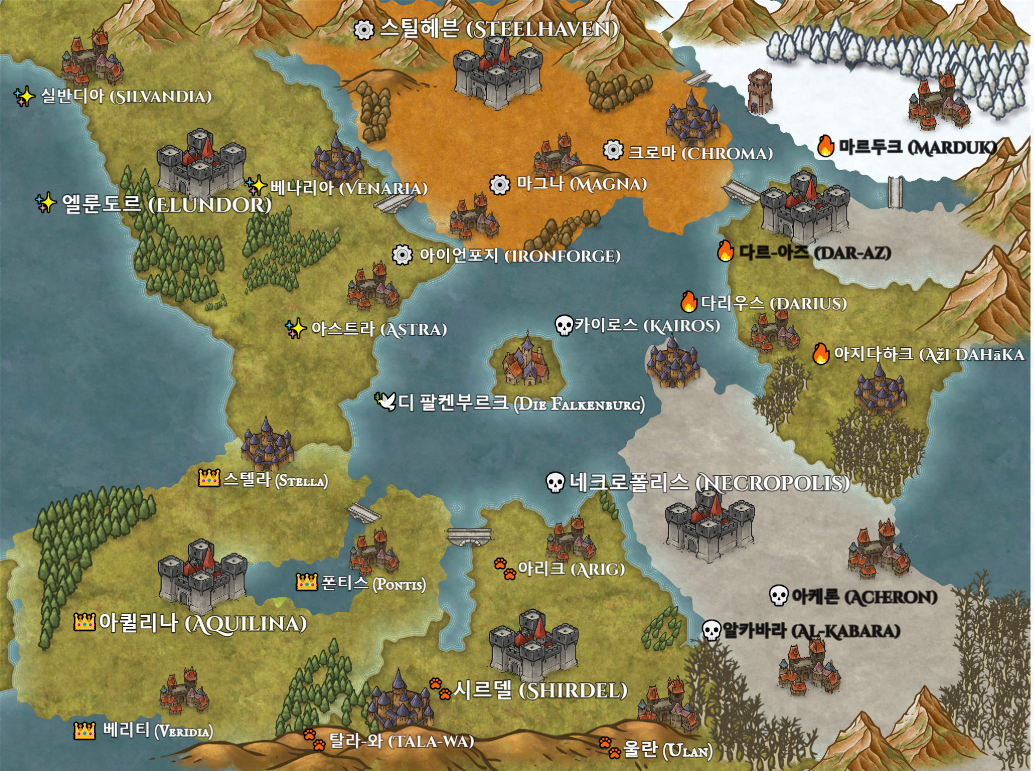 스틸헤븐 (STEELHAVEN)
실반디아 (SILVANDIA)
마르두크 (MARDUK)
크로마 (CHROMA)
베나리아 (VENARIA)
마그나 (MAGNA)
엘룬도르 (ELUNDOR)
아이언포지 (IRONFORGE)
다르-아즈 (DAR-AZ)
다리우스 (DARIUS)
아스트라 (ASTRA)
카이로스 (KAIROS)
아지다하크 (Aži DAHāKA
디 팔켄부르크 (Die Falkenburg)
스텔라 (Stella)
네크로폴리스 (NECROPOLIS)
아리크 (ARIG)
폰티스 (Pontis)
아케론 (ACHERON)
아퀼리나 (AQUILINA)
알카바라 (AL-KABARA)
시르델 (SHIRDEL)
베리티 (Veridia)
탈라-와 (TALA-WA)
울란 (Ulan)